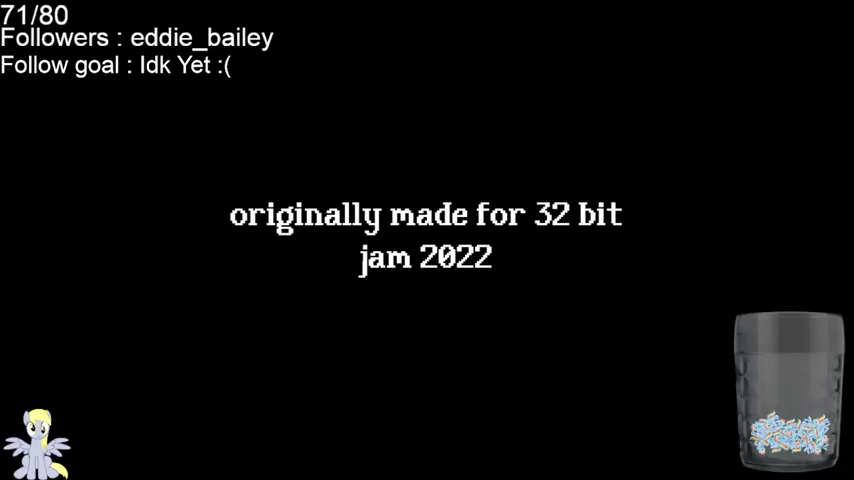 71/80
Followers : eddie_bailey
Follow goal : Idk Yet :(
originally made for 32 bit
jam 2022